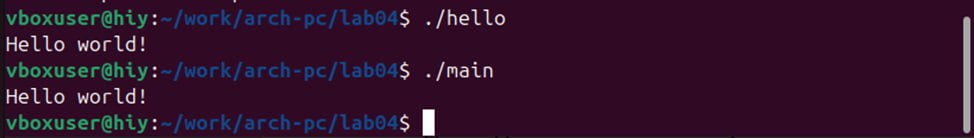 vboxuser@hiy:~/work/arch-pc/lab04$ ./hello
Hello world!
vboxuser@hiy:~/work/arch-pc/lab04$ ./main
Hello world!
vboxuser@hiy:~/work/arch-pc/lab04$